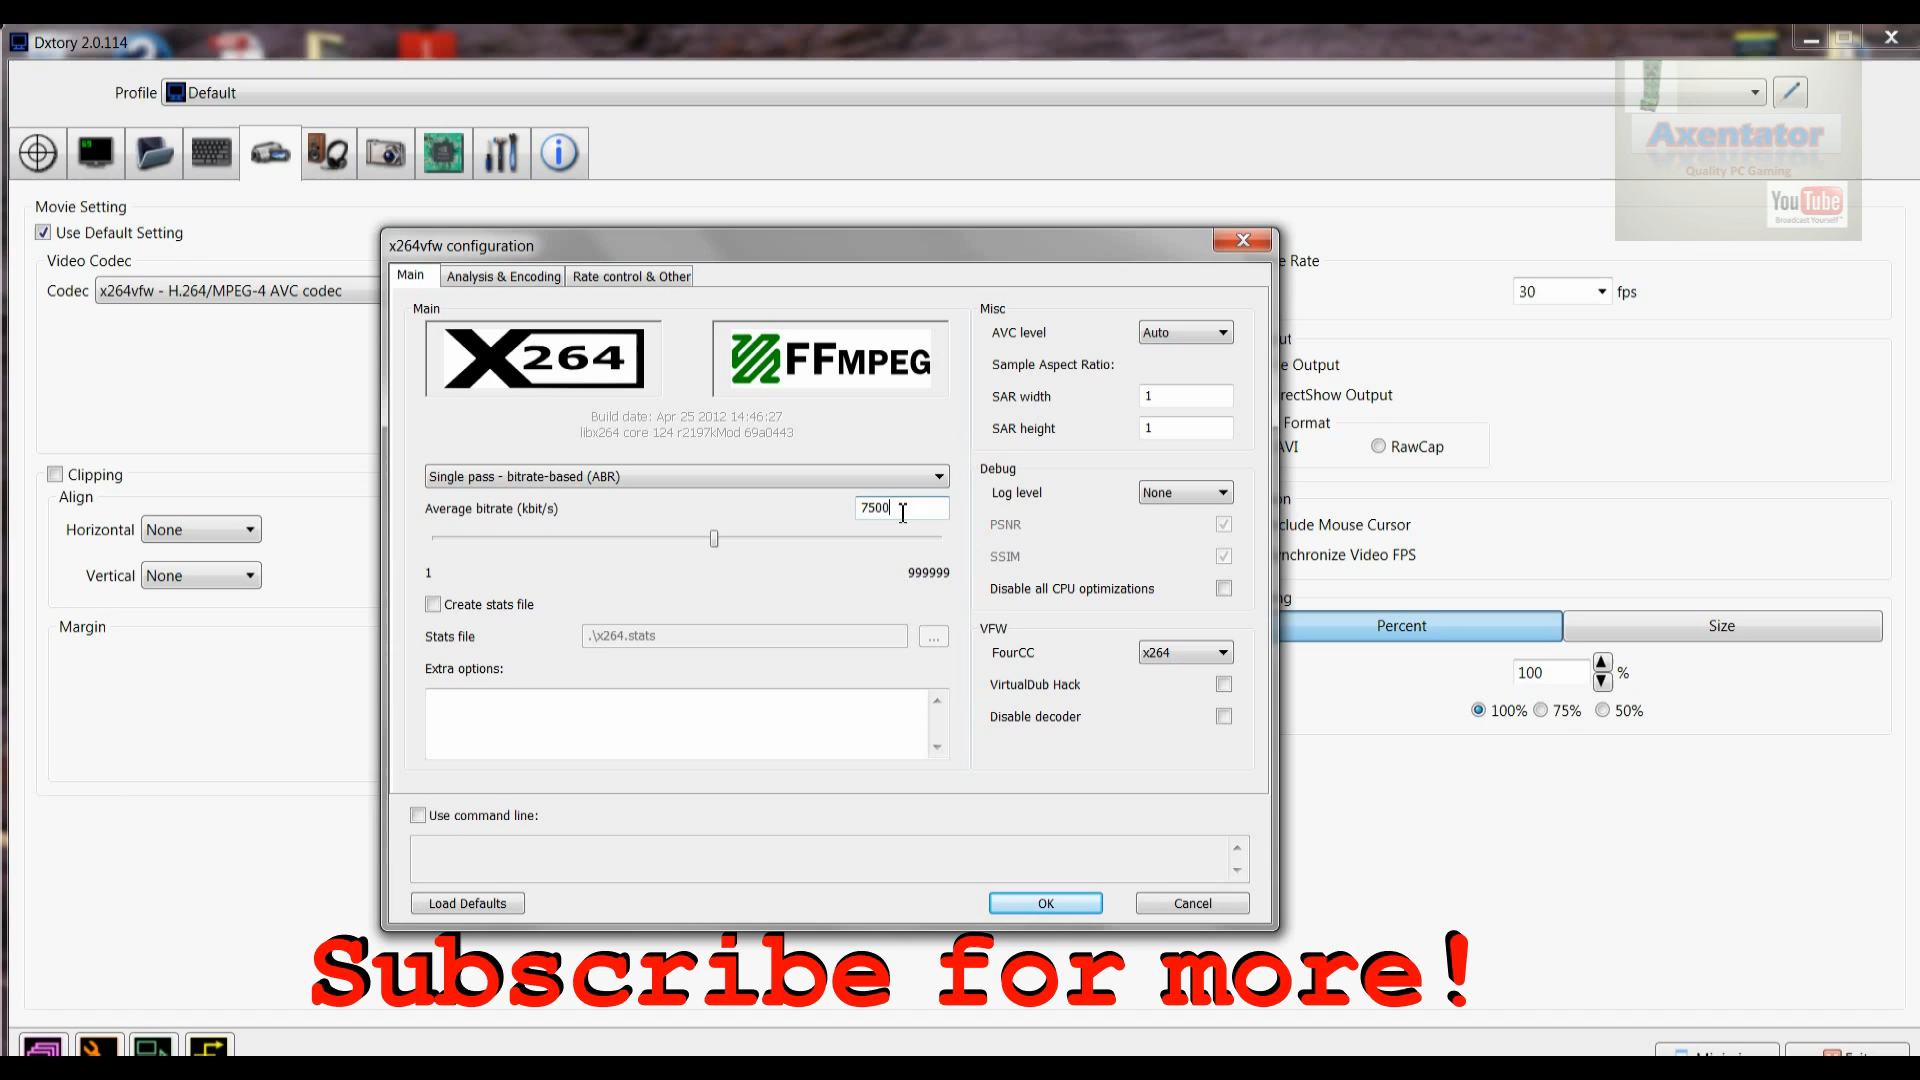 Dxtory 2.0.114
Profile
Default
Axentator
Quality PC Gaming
YouTube
Broadcast Yourself™
Movie Setting
Use Default Setting
Video Codec
Codec
x264vfw - H.264/MPEG-4 AVC codec
Clipping
Align
Horizontal
None
Vertical
None
Margin
x264vfw configuration
Main
Analysis & Encoding
Rate control & Other
Main
X264
FFMPEG
Build date: Apr 25 2012 14:46:27
libx264 core 124 r2197kMod 69a0443
Single pass - bitrate-based (ABR)
Average bitrate (kbit/s)
7500
1
999999
Create stats file
Stats file
.\x264.stats
...
Extra options:
Misc
AVC level
Auto
Sample Aspect Ratio:
SAR width
1
SAR height
1
Debug
Log level
None
PSNR
SSIM
Disable all CPU optimizations
VFW
FourCC
x264
VirtualDub Hack
Disable decoder
Use command line:
Load Defaults
OK
Cancel
Rate
30
fps
Output
Output
Format
RawCap
Mouse Cursor
Video FPS
Percent
Size
100
%
100%
75%
50%
Subscribe for more!